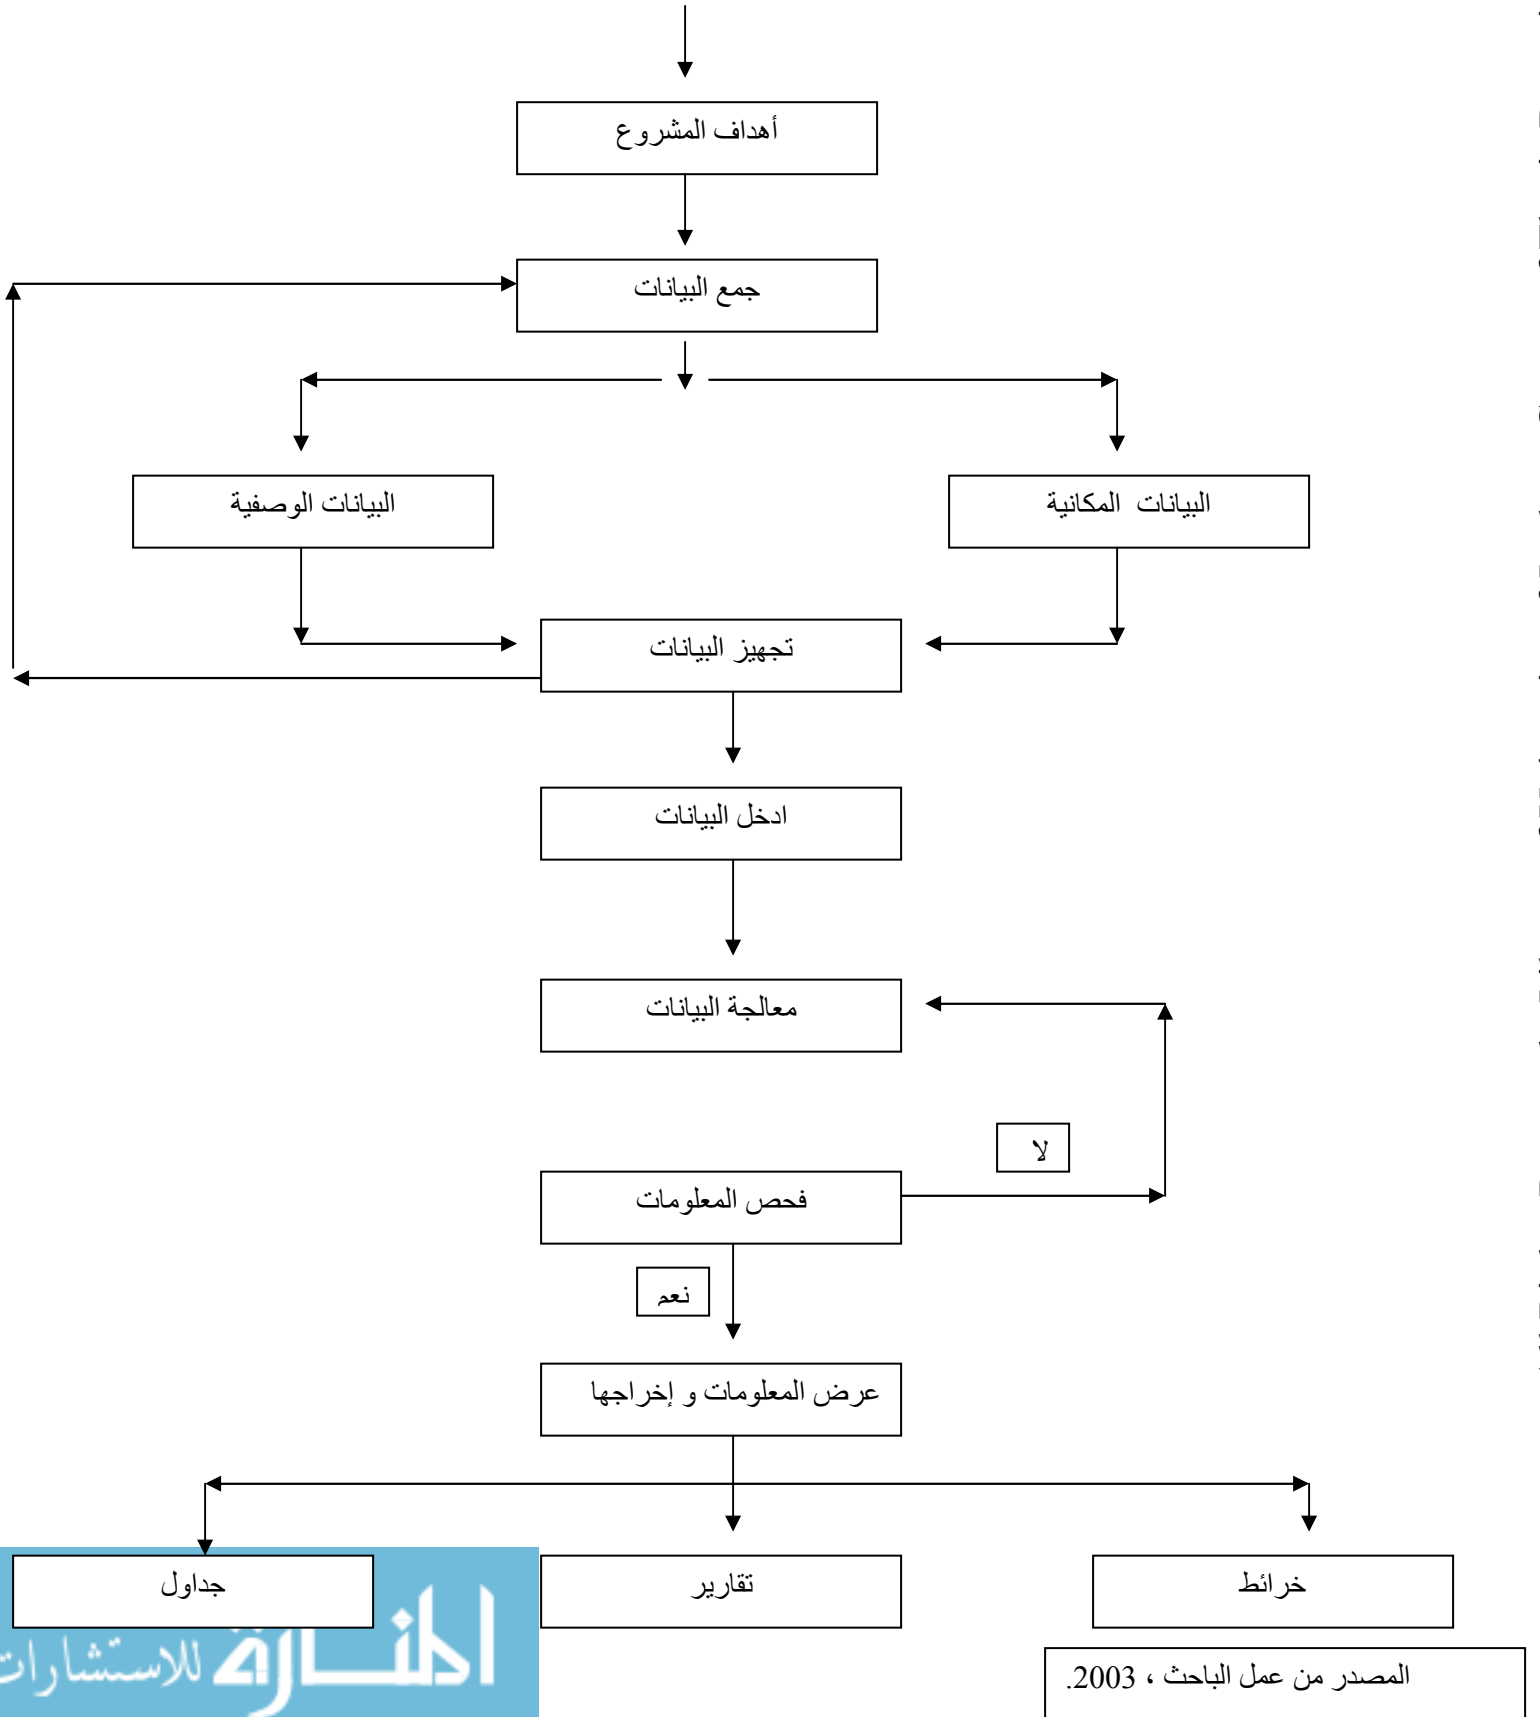 أهداف المشروع
جمع البيانات
البيانات المكانية
البيانات الوصفية
تجهيز البيانات
ادخل البيانات
معالجة البيانات
لا
فحص المعلومات
نعم
عرض المعلومات و إخراجها
خرائط
تقارير
جداول
المصدر من عمل الباحث ، 2003.
المنارة للاستشارات